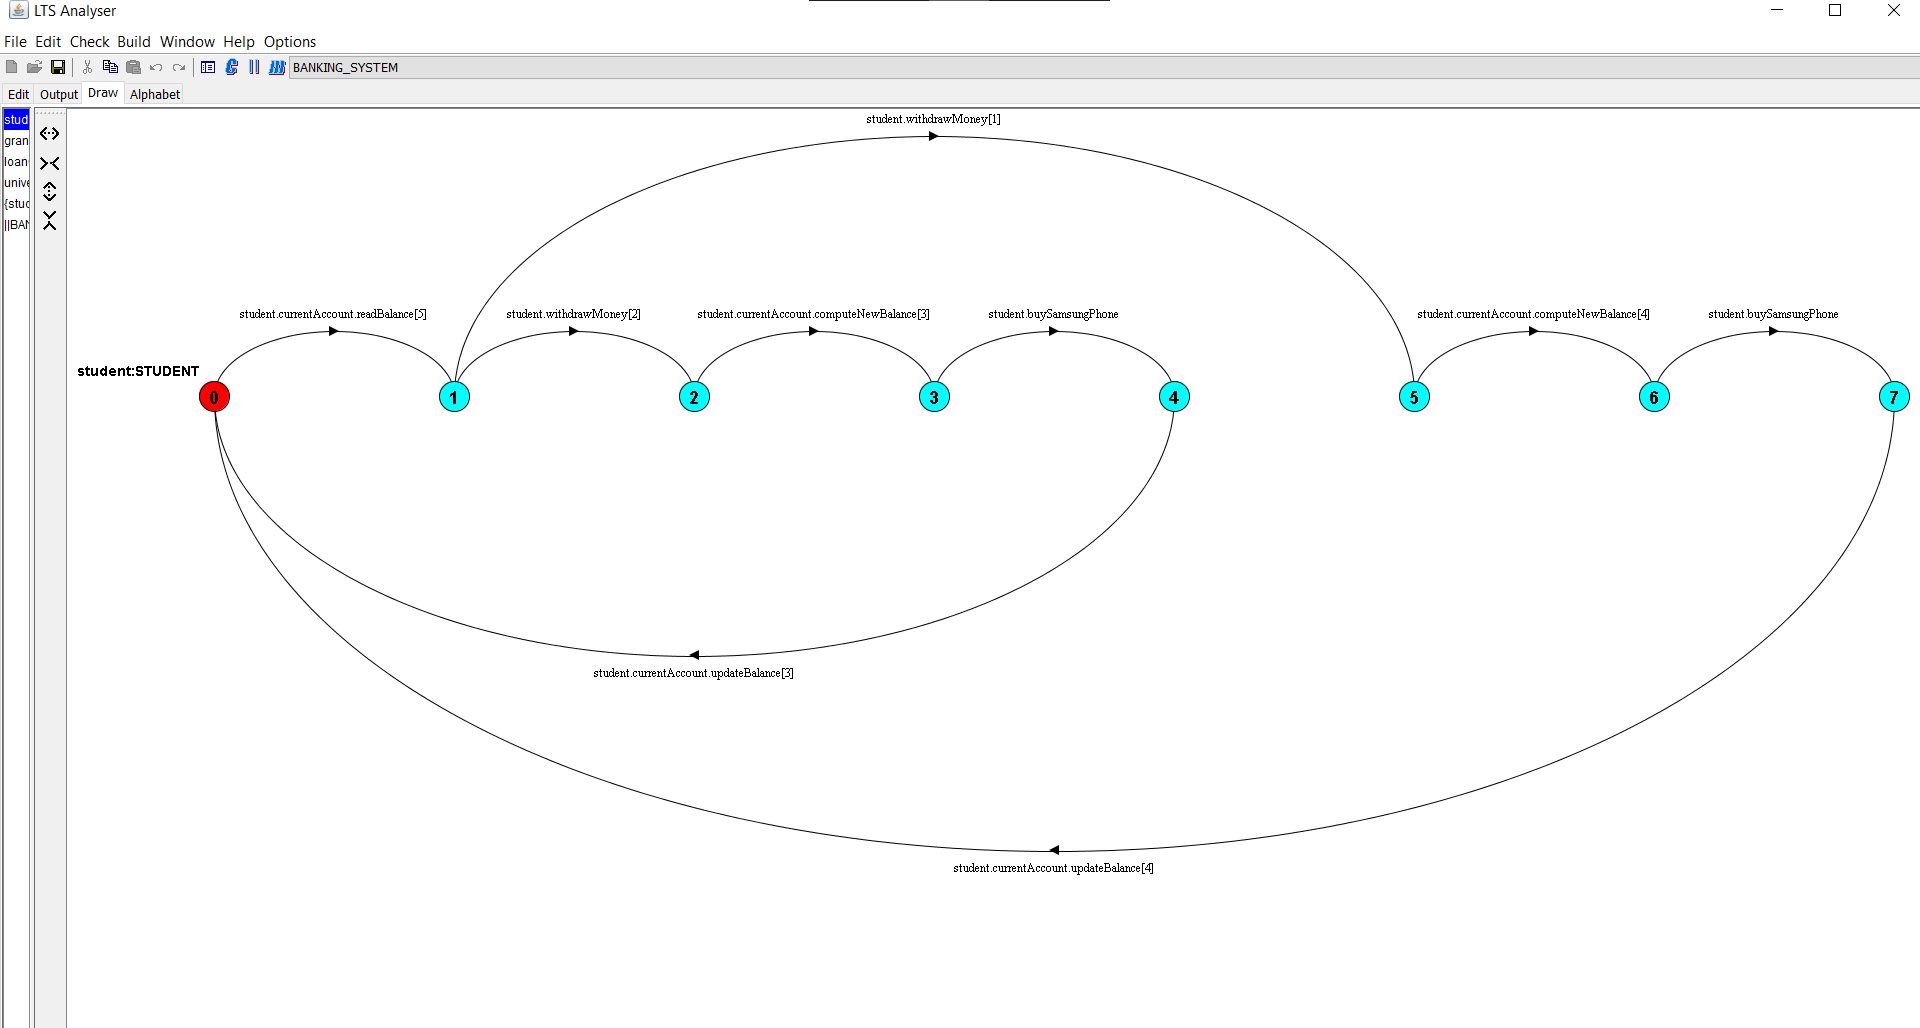 LTS Analyser
File Edit Check Build Window Help Options
BANKING_SYSTEM
Edit Output Draw Alphabet
stud
gran
loan
unive
{stud
||BAN
student.withdrawMoney[1]
student.currentAccount.readBalance[5] student.withdrawMoney[2] student.currentAccount.computeNewBalance[3] student.buySamsungPhone student.currentAccount.computeNewBalance[4] student.buySamsungPhone
student:STUDENT
0 1 2 3 4 5 6 7
student.currentAccount.updateBalance[3]
student.currentAccount.updateBalance[4]